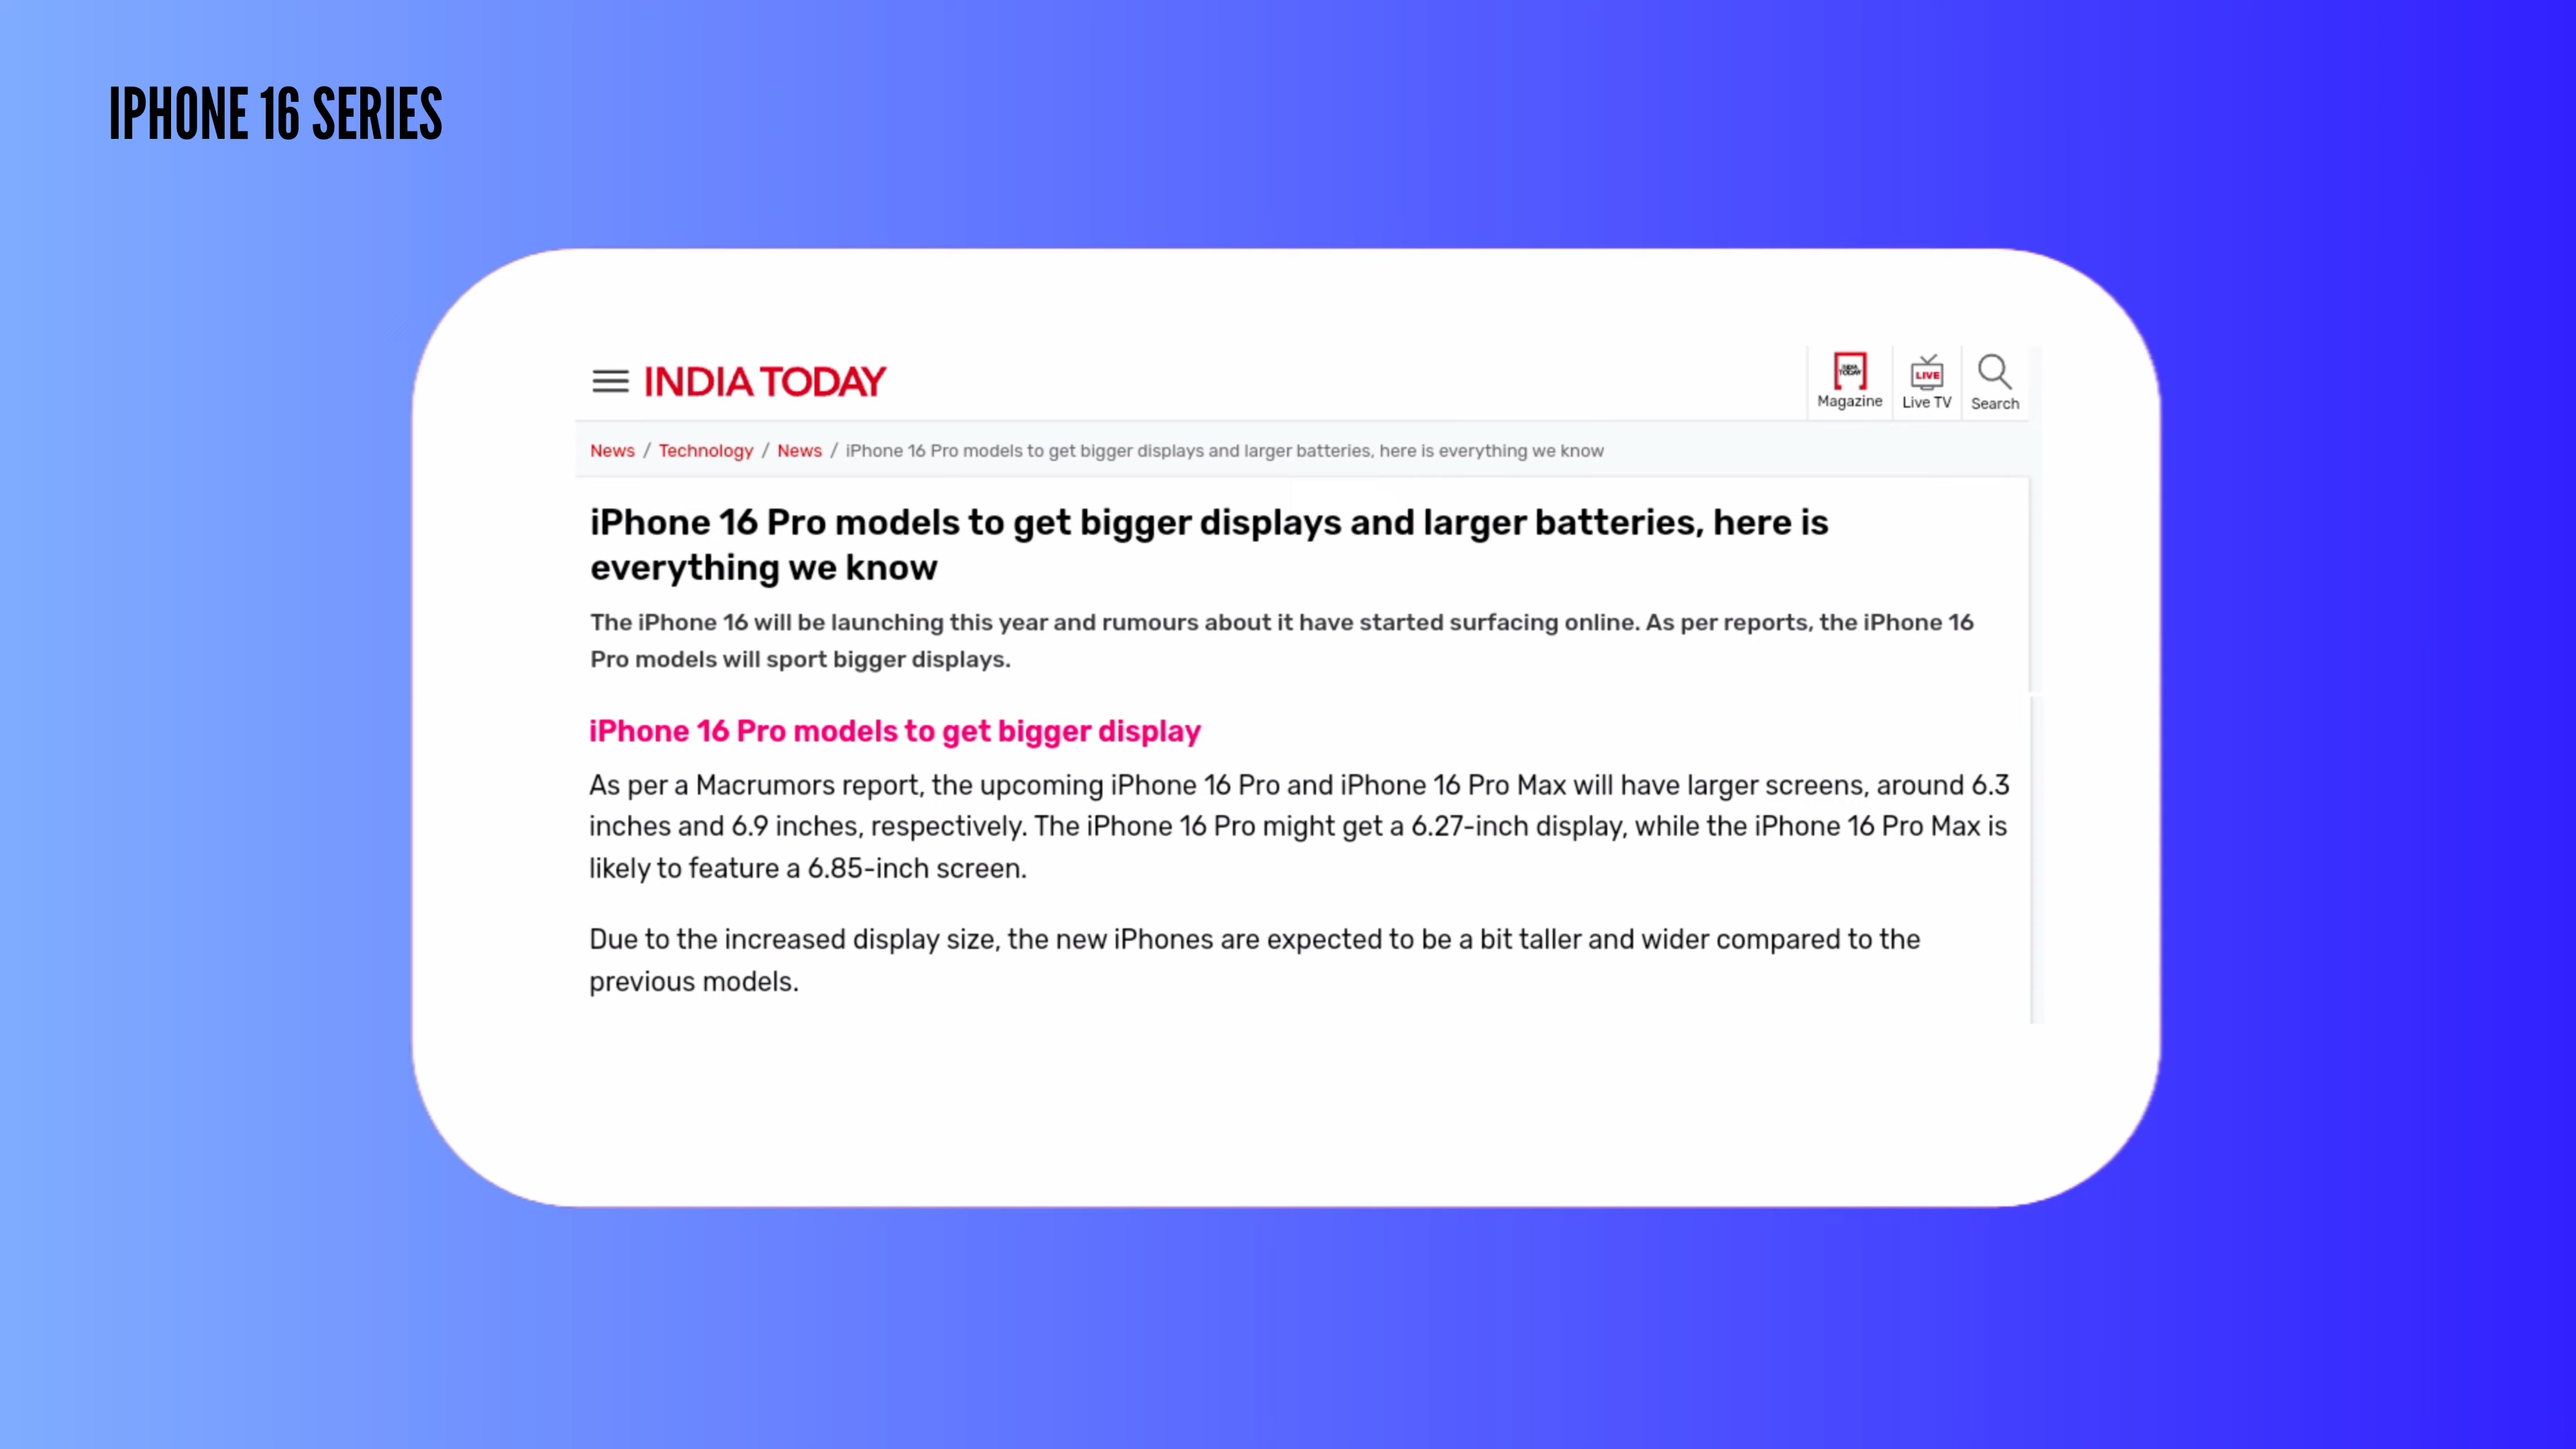 IPHONE 16 SERIES
INDIA TODAY
INDIA
TODAY
Magazine
LIVE
Live TV
Search
News / Technology / News / iPhone 16 Pro models to get bigger displays and larger batteries, here is everything we know
iPhone 16 Pro models to get bigger displays and larger batteries, here is
everything we know
The iPhone 16 will be launching this year and rumours about it have started surfacing online. As per reports, the iPhone 16
Pro models will sport bigger displays.
iPhone 16 Pro models to get bigger display
As per a Macrumors report, the upcoming iPhone 16 Pro and iPhone 16 Pro Max will have larger screens, around 6.3
inches and 6.9 inches, respectively. The iPhone 16 Pro might get a 6.27-inch display, while the iPhone 16 Pro Max is
likely to feature a 6.85-inch screen.
Due to the increased display size, the new iPhones are expected to be a bit taller and wider compared to the
previous models.